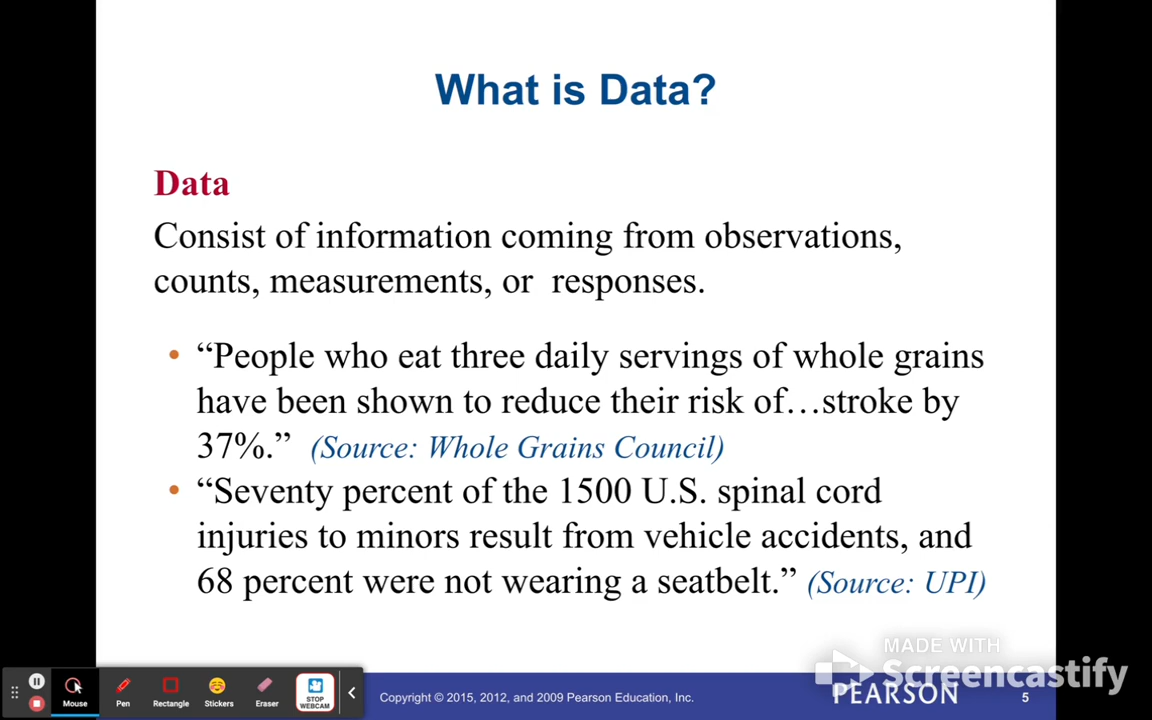 What is Data?
Data
Consist of information coming from observations,
counts, measurements, or responses.
• “People who eat three daily servings of whole grains
have been shown to reduce their risk of…stroke by
37%.” (Source: Whole Grains Council)
• “Seventy percent of the 1500 U.S. spinal cord
injuries to minors result from vehicle accidents, and
68 percent were not wearing a seatbelt.” (Source: UPI)
MADE WITH
Screencastify
Mouse Pen Rectangle Stickers Eraser STOP
WEBCAM
Copyright © 2015, 2012, and 2009 Pearson Education, Inc.
PEARSON
5